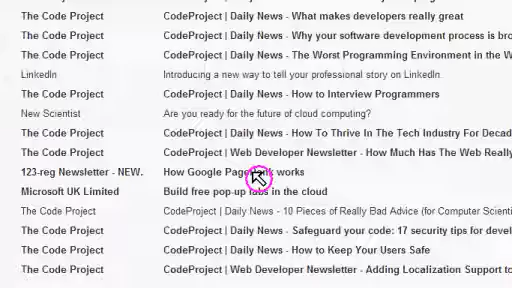 The Code Project CodeProject | Daily News - What makes developers really great
The Code Project CodeProject | Daily News - Why your software development process is bro
The Code Project CodeProject | Daily News - The Worst Programming Environment in the W
LinkedIn Introducing a new way to tell your professional story on LinkedIn
The Code Project CodeProject | Daily News - How to Interview Programmers
New Scientist Are you ready for the future of cloud computing?
The Code Project CodeProject | Daily News - How To Thrive In The Tech Industry For Decad
The Code Project CodeProject | Web Developer Newsletter - How Much Has The Web Really
123-reg Newsletter - NEW. How Google PageRank works
Microsoft UK Limited Build free pop-up labs in the cloud
The Code Project CodeProject | Daily News - 10 Pieces of Really Bad Advice (for Computer Scienti
The Code Project CodeProject | Daily News - Safeguard your code: 17 security tips for devel
The Code Project CodeProject | Daily News - How to Keep Your Users Safe
The Code Project CodeProject | Web Developer Newsletter - Adding Localization Support to